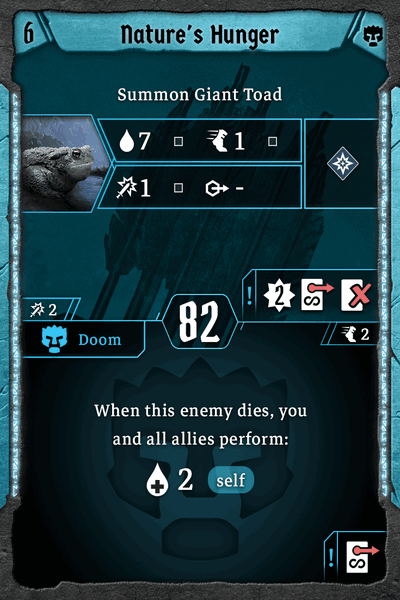 6 Nature's Hunger
Summon Giant Toad
7 1
1 -
! 2
2
82
Doom
2
When this enemy dies, you
and all allies perform:
2 self
!